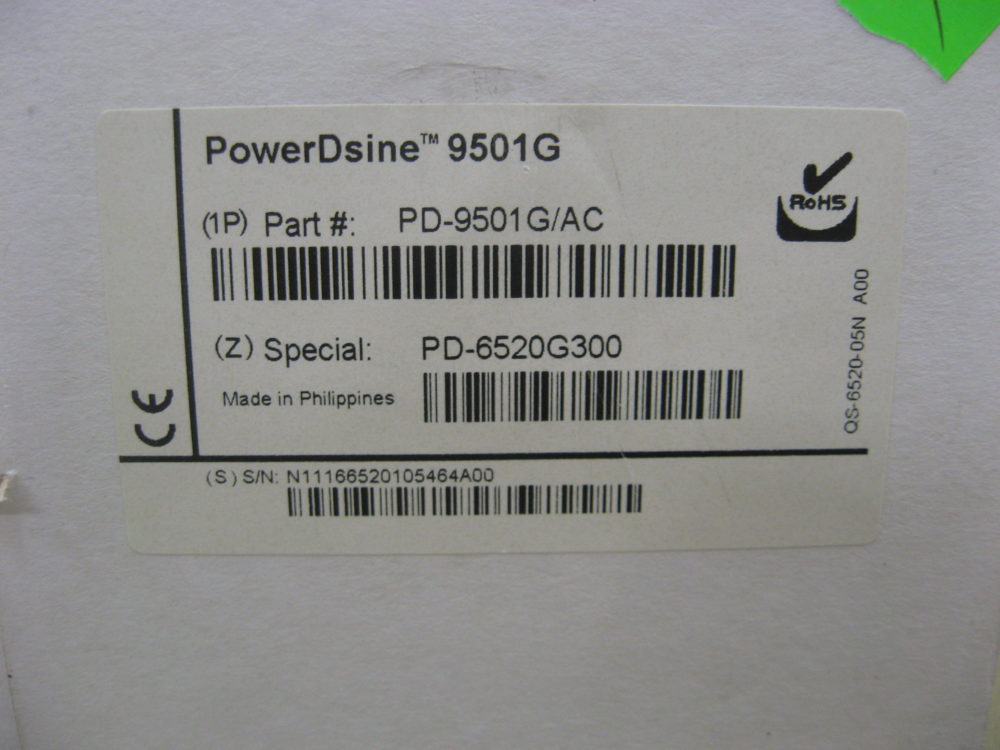 PowerDsine™ 9501G
(1P) Part #: PD-9501G/AC
RoHS
(Z) Special: PD-6520G300
Made in Philippines
QS-6520-05N A00
CE
(S) S/N: N11166520105464A00